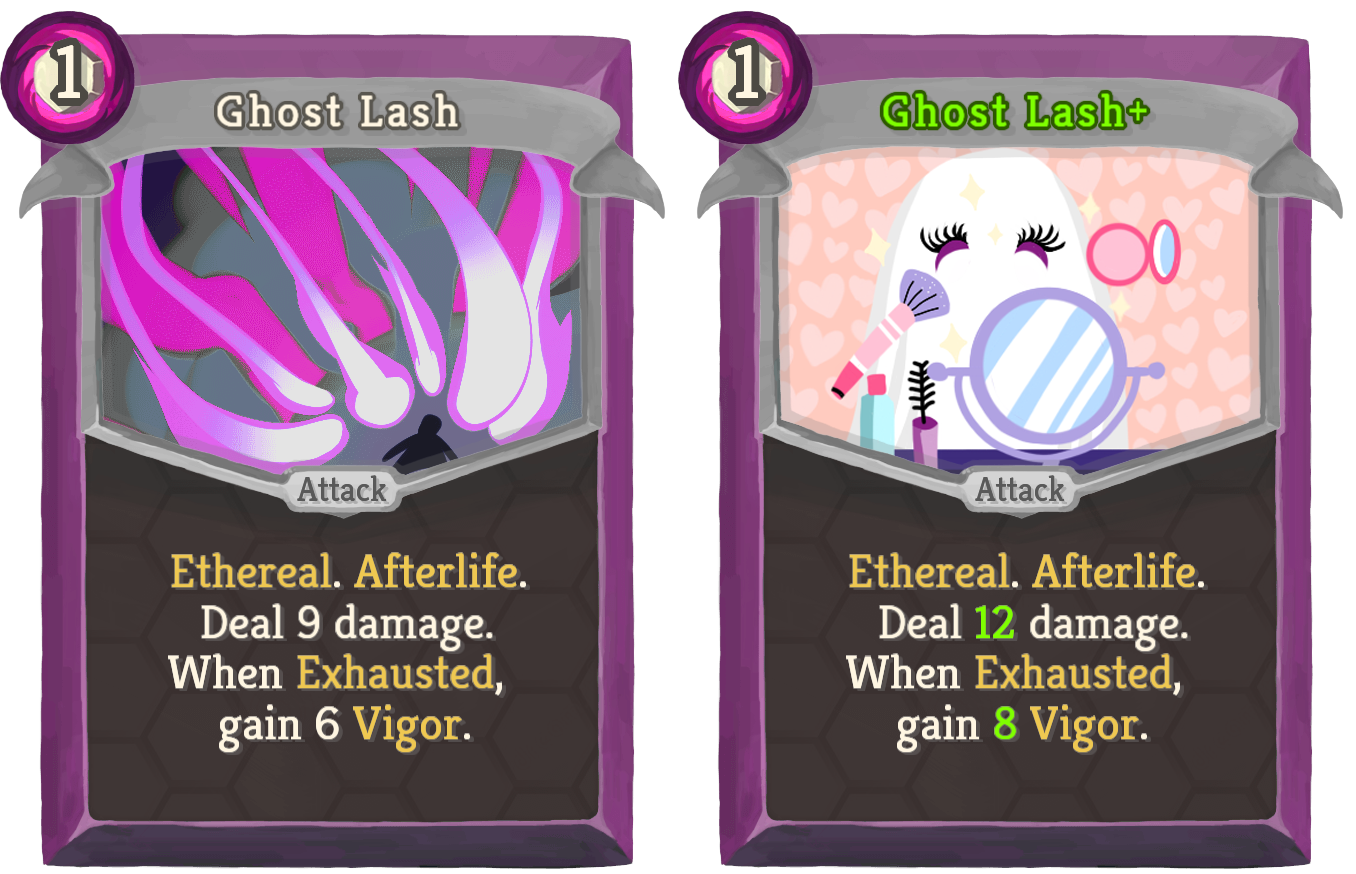 1
Ghost Lash
Attack
Ethereal. Afterlife.
Deal 9 damage.
When Exhausted,
gain 6 Vigor.
1
Ghost Lash+
Attack
Ethereal. Afterlife.
Deal 12 damage.
When Exhausted,
gain 8 Vigor.